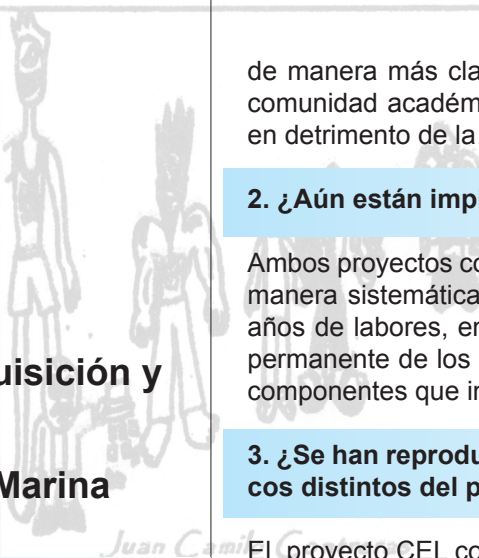 uisición y
Marina
de manera más cla
comunidad académ
en detrimento de la
2. ¿Aún están imp
Ambos proyectos co
manera sistemática
años de labores, en
permanente de los
componentes que in
3. ¿Se han reprodu
cos distintos del p
El proyecto CEL co
Juan Camilo